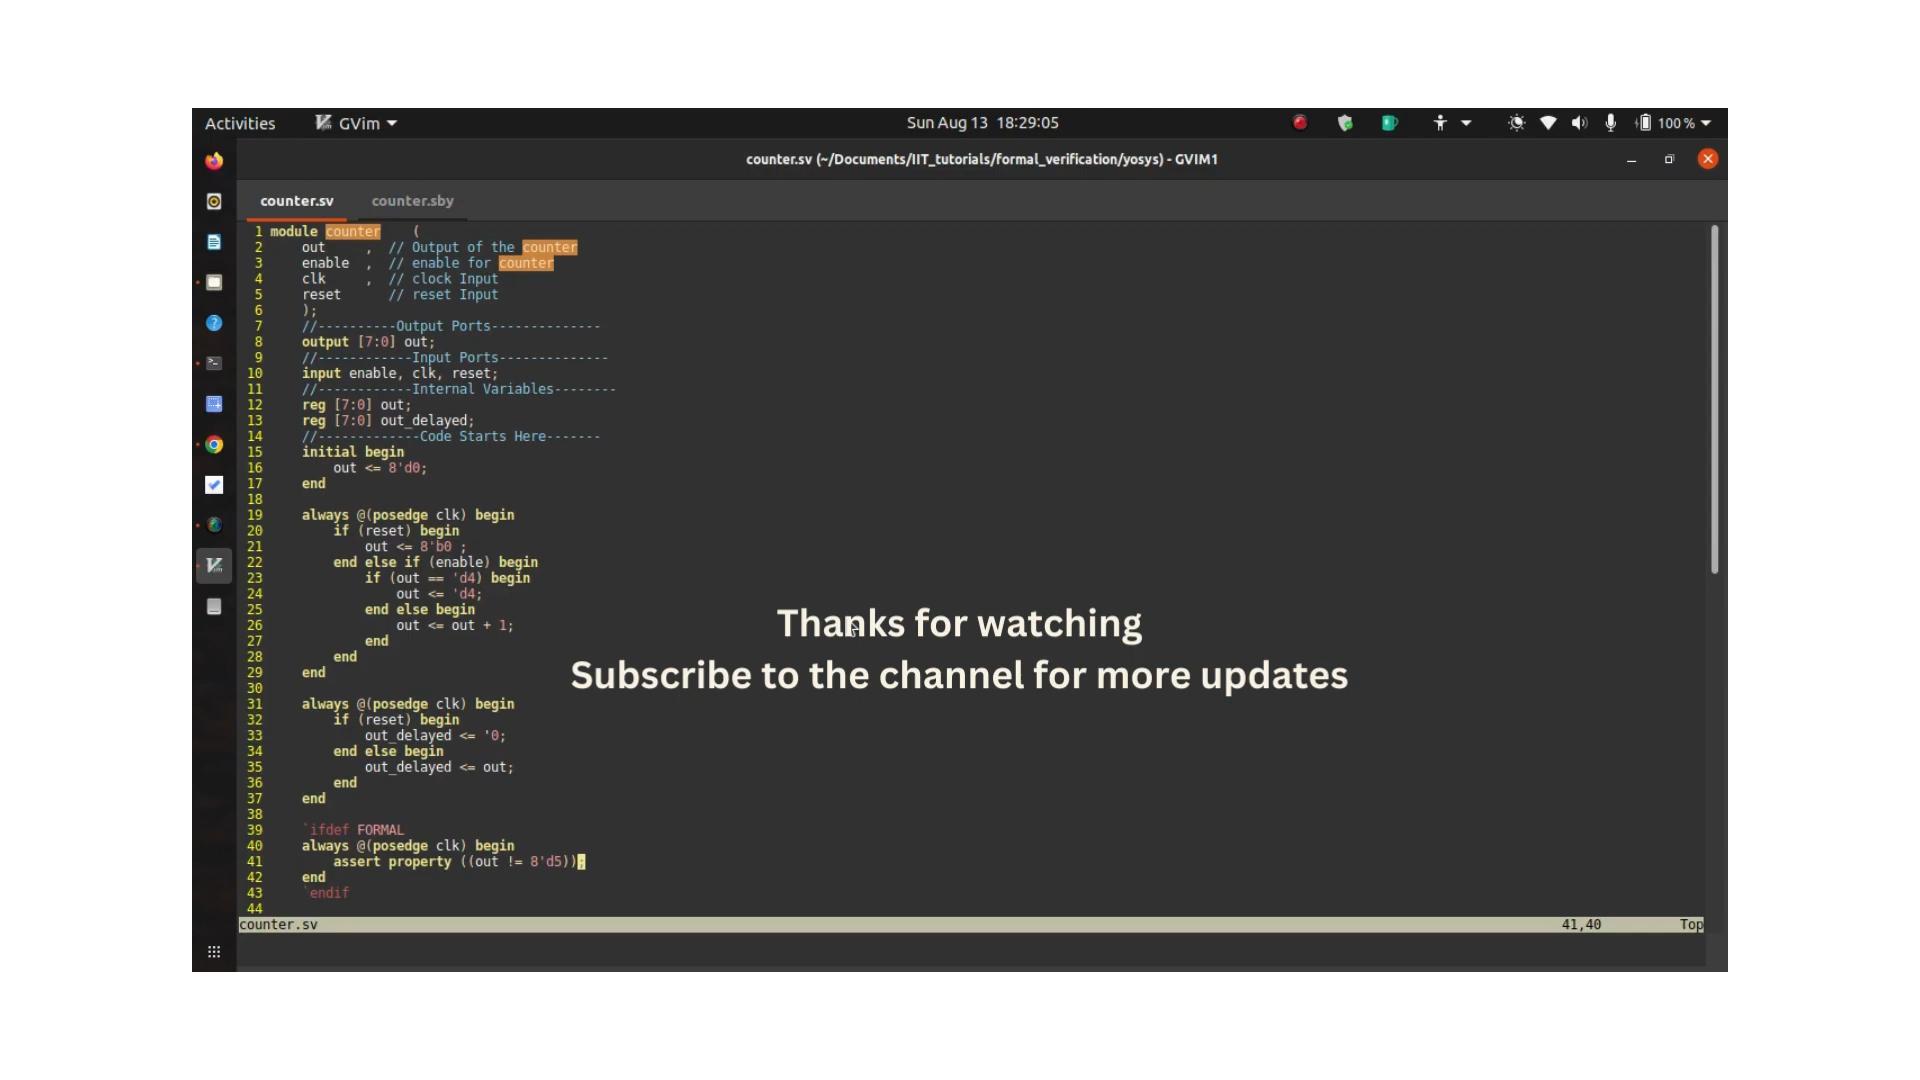 Activities GVim Sun Aug 13 18:29:05 100 %
counter.sv (~/Documents/IIT_tutorials/formal_verification/yosys) - GVIM1
counter.sv counter.sby
1 module counter    (
2     out     ,  // Output of the counter
3     enable  ,  // enable for counter
4     clk     ,  // clock Input
5     reset      // reset Input
6     );
7     //----------Output Ports--------------
8     output [7:0] out;
9     //------------Input Ports--------------
10     input enable, clk, reset;
11     //------------Internal Variables--------
12     reg [7:0] out;
13     reg [7:0] out_delayed;
14     //-------------Code Starts Here-------
15     initial begin
16         out <= 8'd0;
17     end
18
19     always @(posedge clk) begin
20         if (reset) begin
21             out <= 8'b0 ;
22         end else if (enable) begin
23             if (out == 'd4) begin
24                 out <= 'd4;
25             end else begin
26                 out <= out + 1;
27             end
28         end
29     end
30
31     always @(posedge clk) begin
32         if (reset) begin
33             out_delayed <= '0;
34         end else begin
35             out_delayed <= out;
36         end
37     end
38
39     `ifdef FORMAL
40     always @(posedge clk) begin
41         assert property ((out != 8'd5));
42     end
43     `endif
44
Thanks for watching
Subscribe to the channel for more updates
counter.sv 41,40 Top